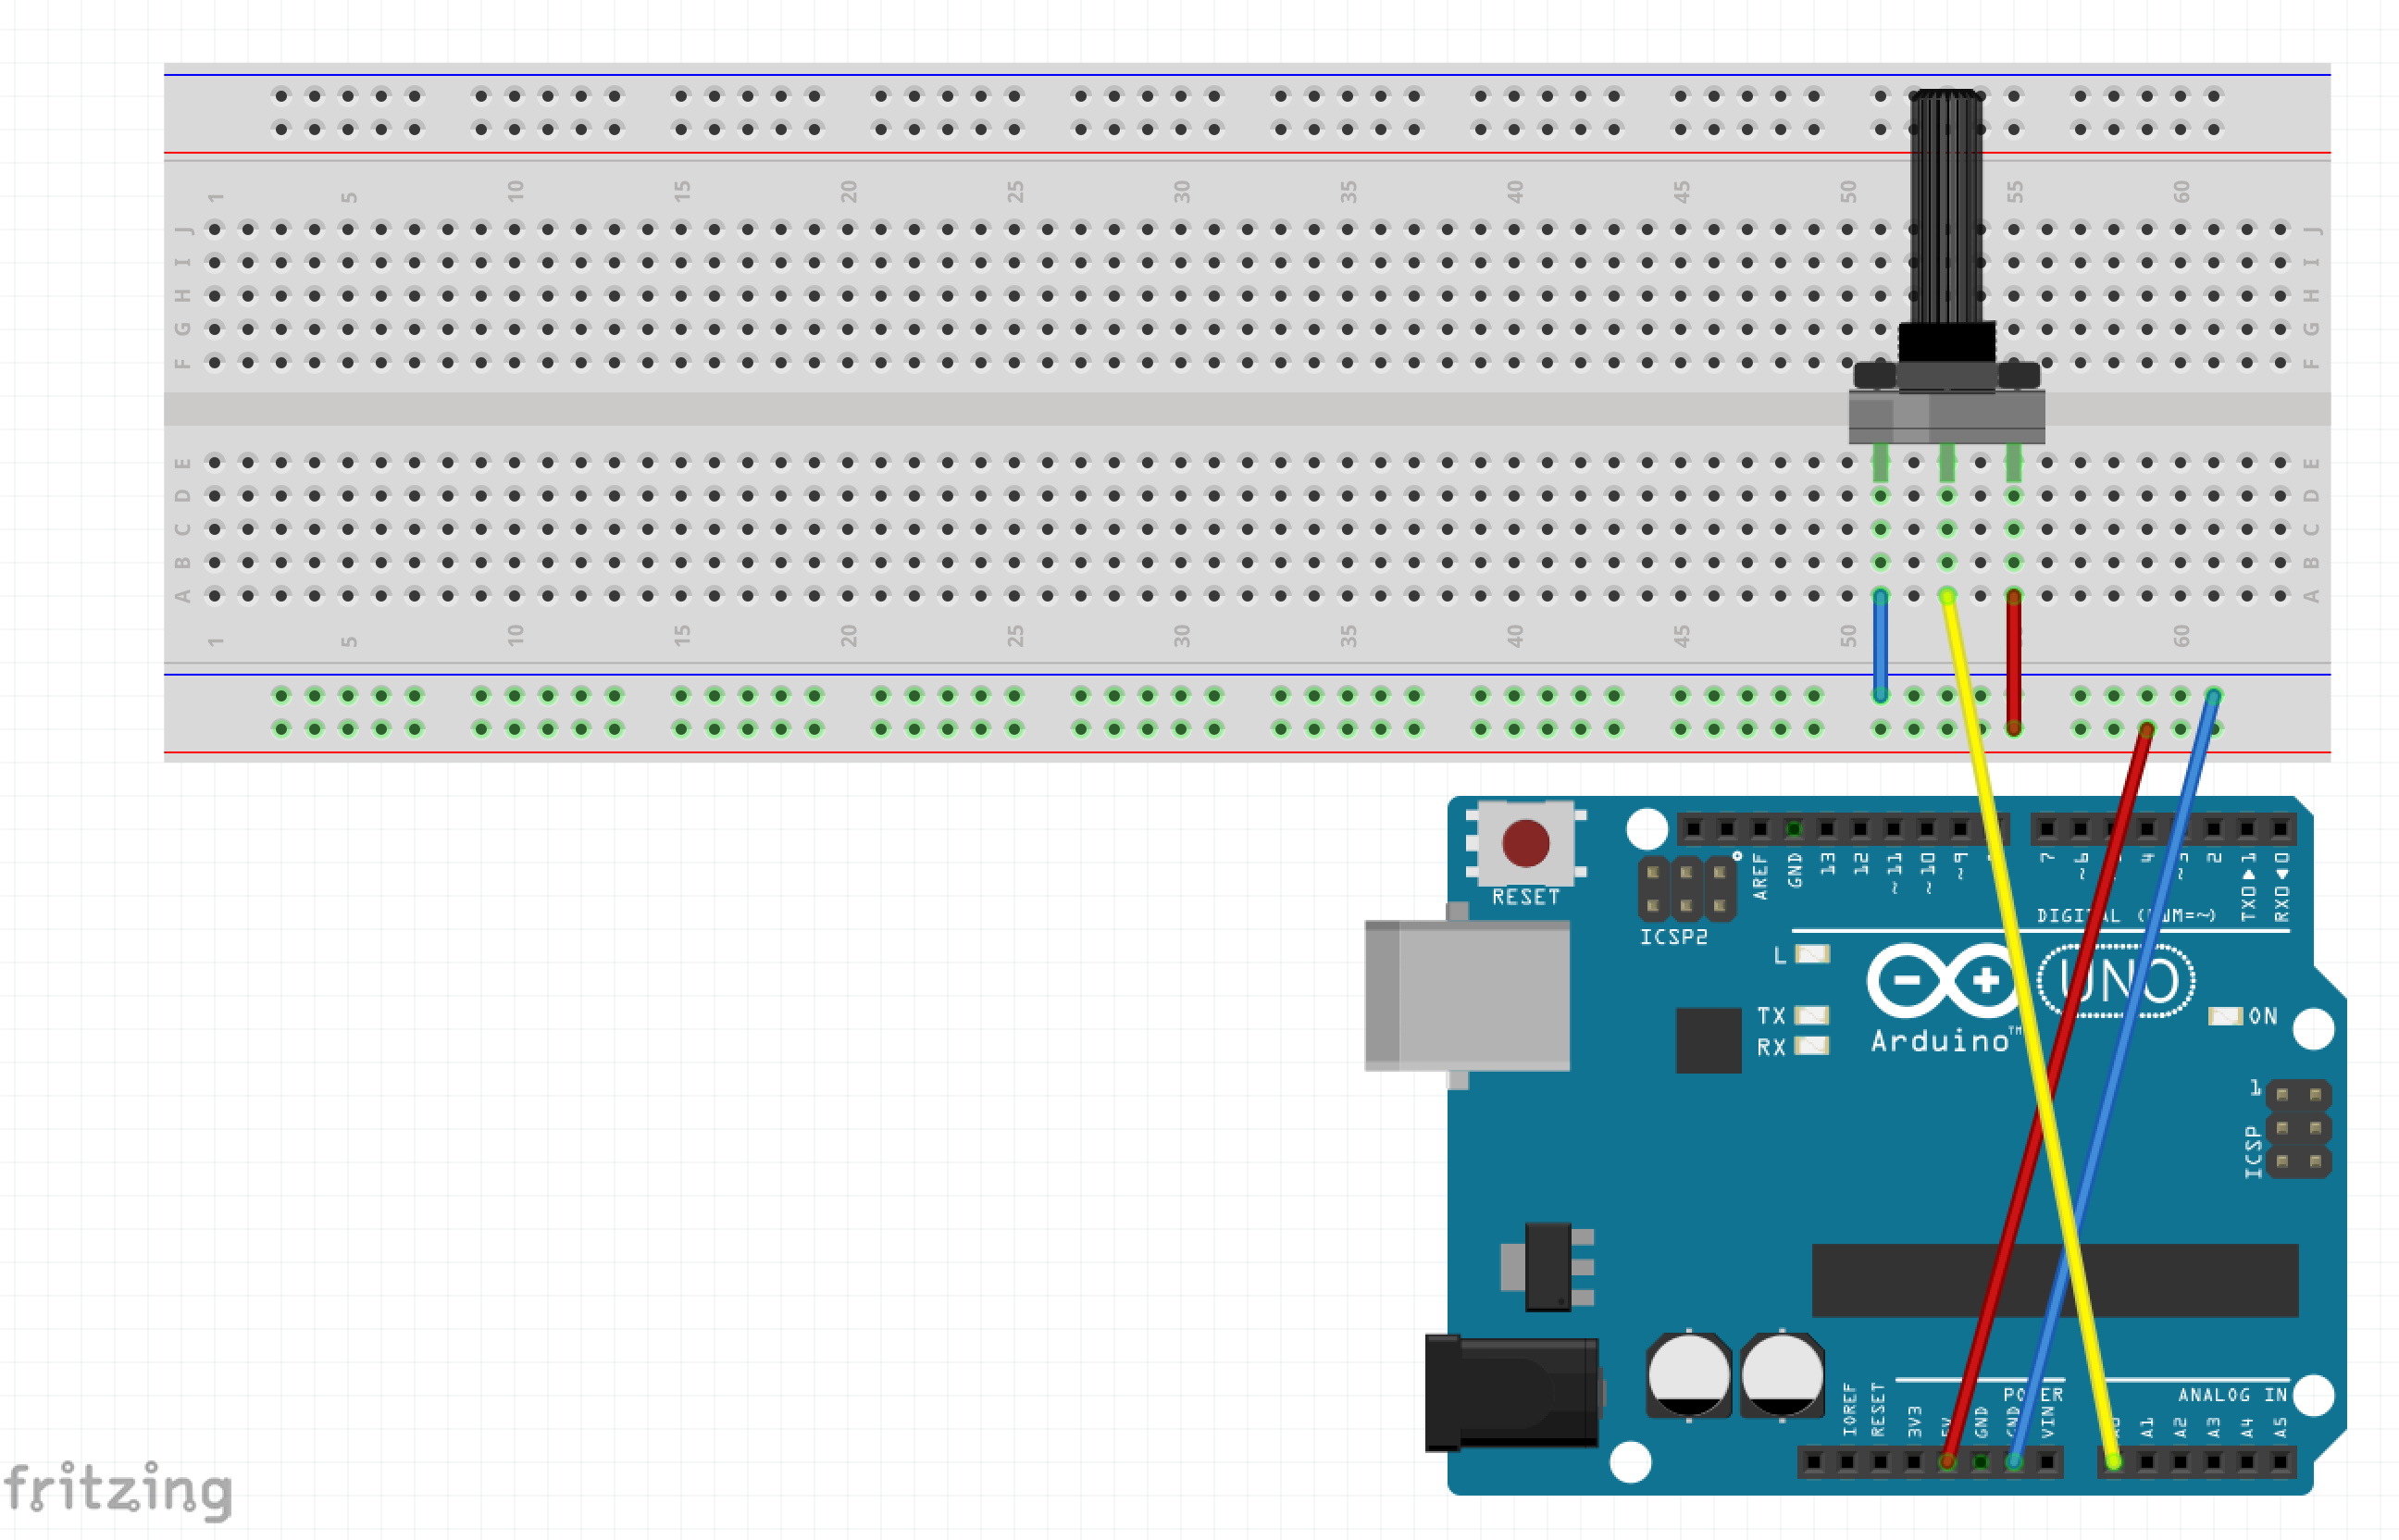 1 5 10 15 20 25 30 35 40 45 50 55 60
J J
I I
H H
G G
F F
E E
D D
C C
B B
A A
1 5 10 15 20 25 30 35 40 45 50 60
RESET
ICSP2
AREF
GND
13
12
~11
~10
~9
7
~6
4
2
TX0▶1
RX0◀0
DIGITAL (PWM=~)
L
TX
RX
UNO
Arduino™
ON
1
ICSP
IOREF
RESET
3V3
5V
GND
GND
VIN
POWER
A0
A1
A2
A3
A4
A5
ANALOG IN
fritzing